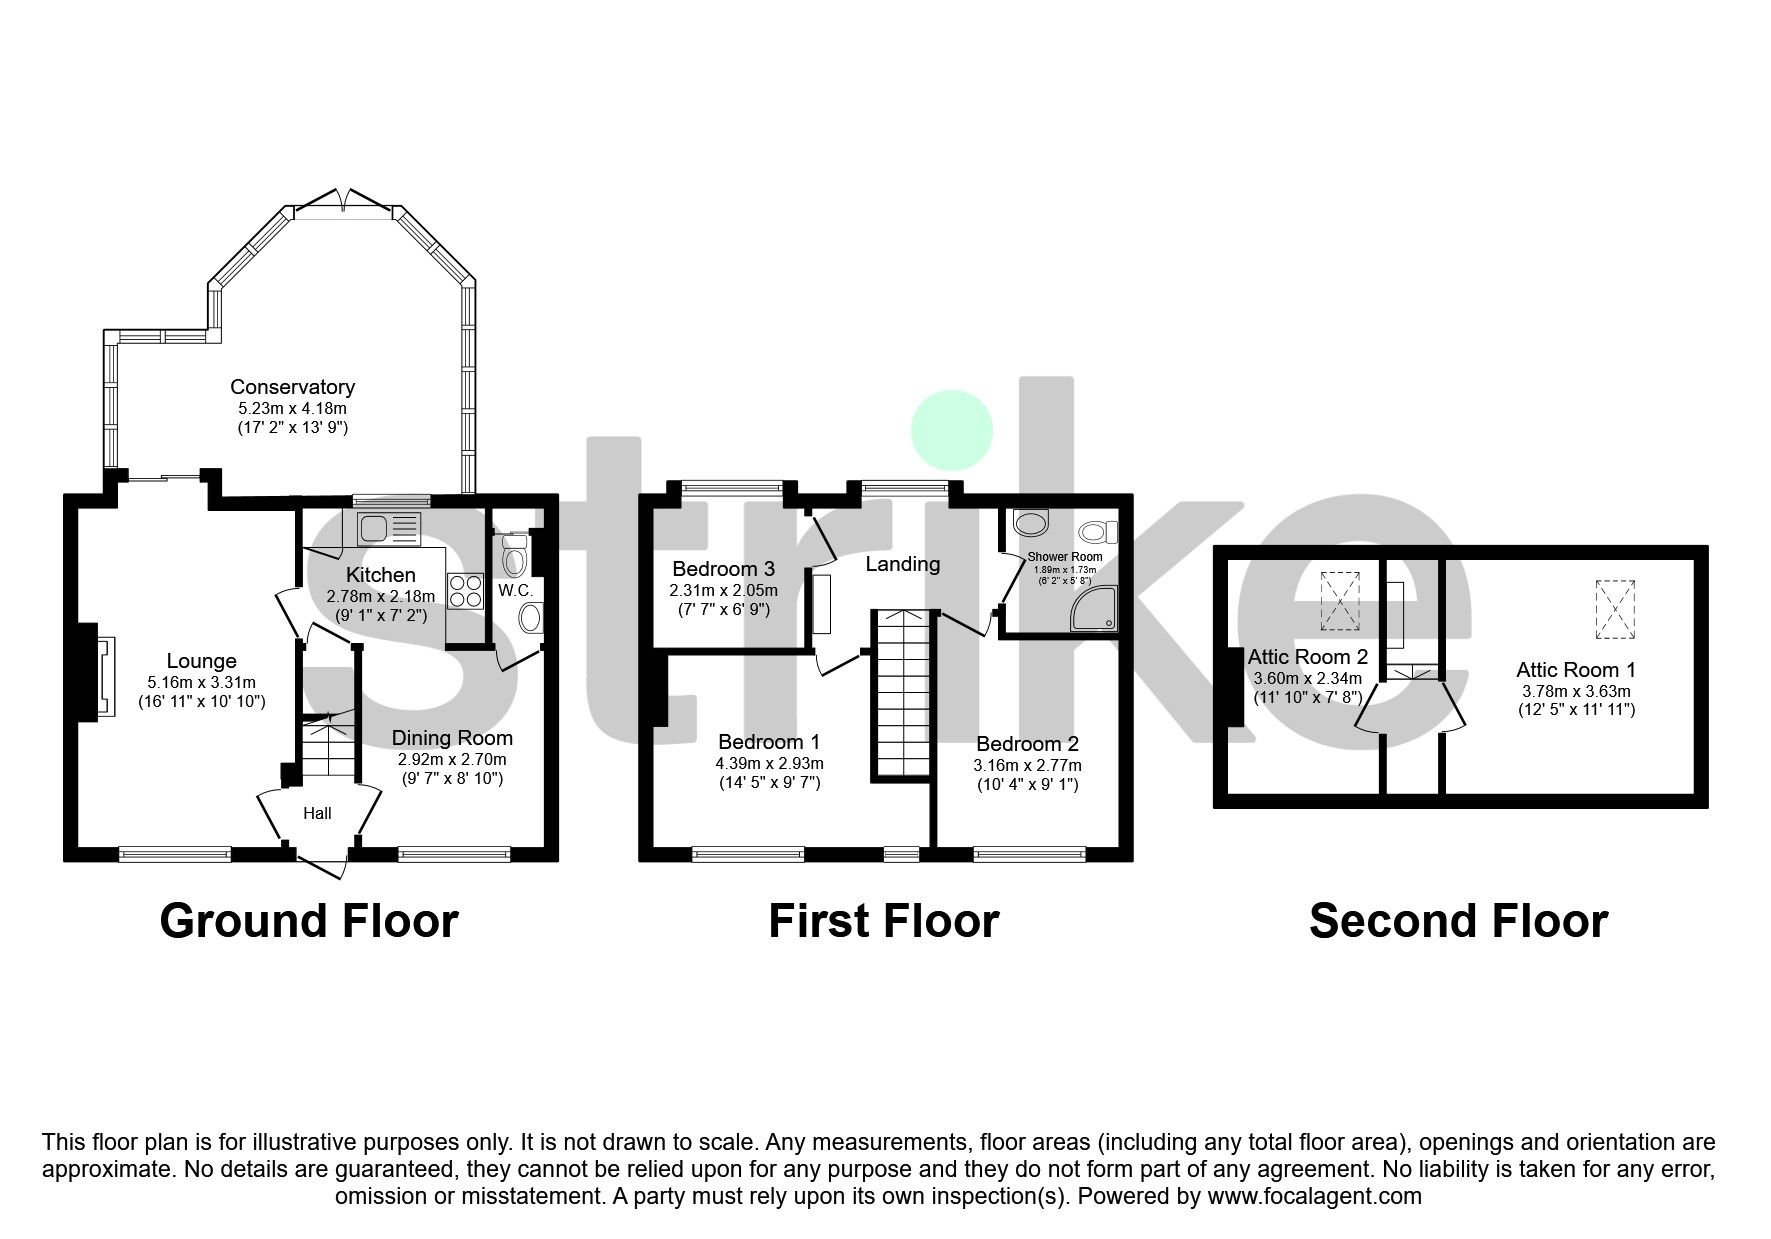 strike
Conservatory
5.23m x 4.18m
(17' 2" x 13' 9")
Kitchen
2.78m x 2.18m
(9' 1" x 7' 2")
W.C.
Lounge
5.16m x 3.31m
(16' 11" x 10' 10")
Dining Room
2.92m x 2.70m
(9' 7" x 8' 10")
Hall
Ground Floor
Landing
Shower Room
1.89m x 1.73m
(6' 2" x 5' 8")
Bedroom 3
2.31m x 2.05m
(7' 7" x 6' 9")
Bedroom 1
4.39m x 2.93m
(14' 5" x 9' 7")
Bedroom 2
3.16m x 2.77m
(10' 4" x 9' 1")
First Floor
Attic Room 2
3.60m x 2.34m
(11' 10" x 7' 8")
Attic Room 1
3.78m x 3.63m
(12' 5" x 11' 11")
Second Floor
This floor plan is for illustrative purposes only. It is not drawn to scale. Any measurements, floor areas (including any total floor area), openings and orientation are
approximate. No details are guaranteed, they cannot be relied upon for any purpose and they do not form part of any agreement. No liability is taken for any error,
omission or misstatement. A party must rely upon its own inspection(s). Powered by www.focalagent.com